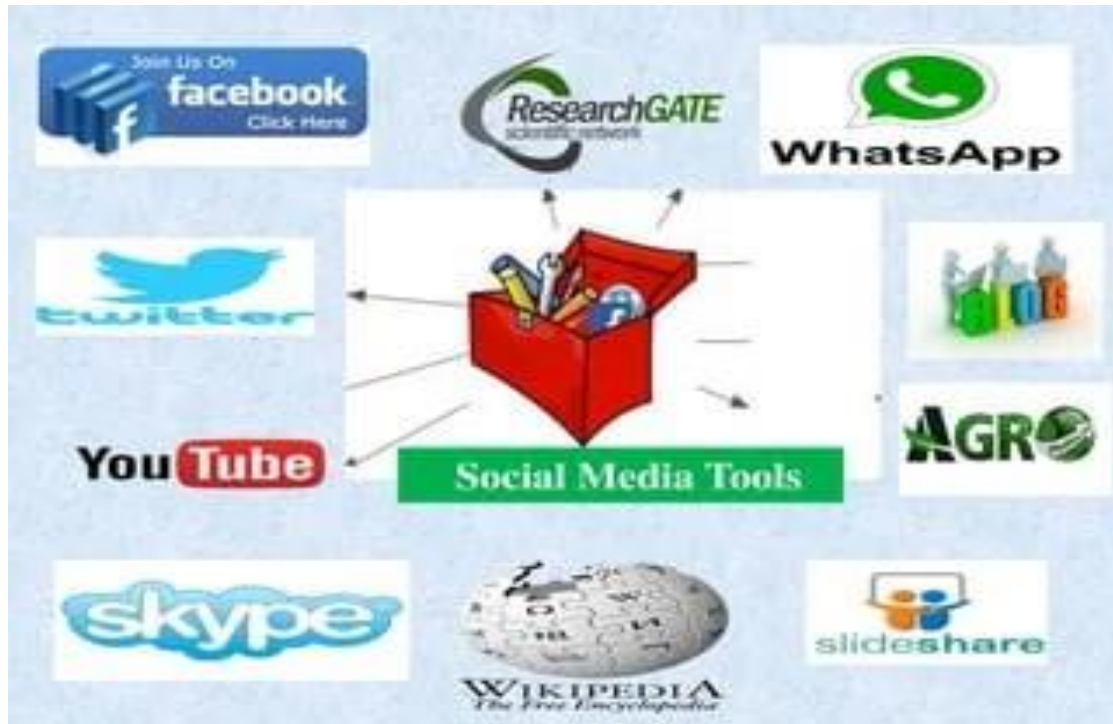 Join Us On
facebook
Click Here
ResearchGATE
scientific network
WhatsApp
twitter
BLOG
You Tube
AGRO
Social Media Tools
skype
WIKIPEDIA
The Free Encyclopedia
slideshare